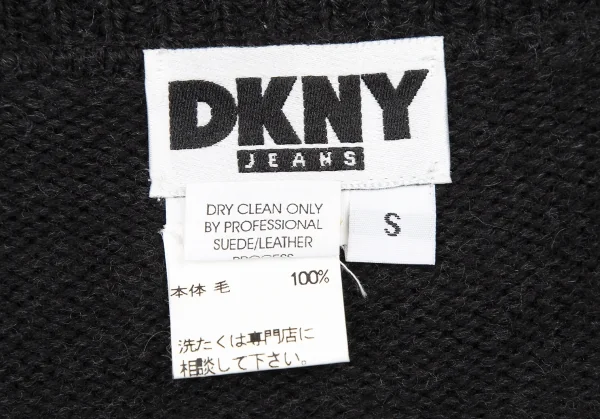 DKNY
JEANS
DRY CLEAN ONLY
BY PROFESSIONAL
SUEDE/LEATHER
PROCESS
S
本体 毛 100%
洗たくは専門店に
相談して下さい。